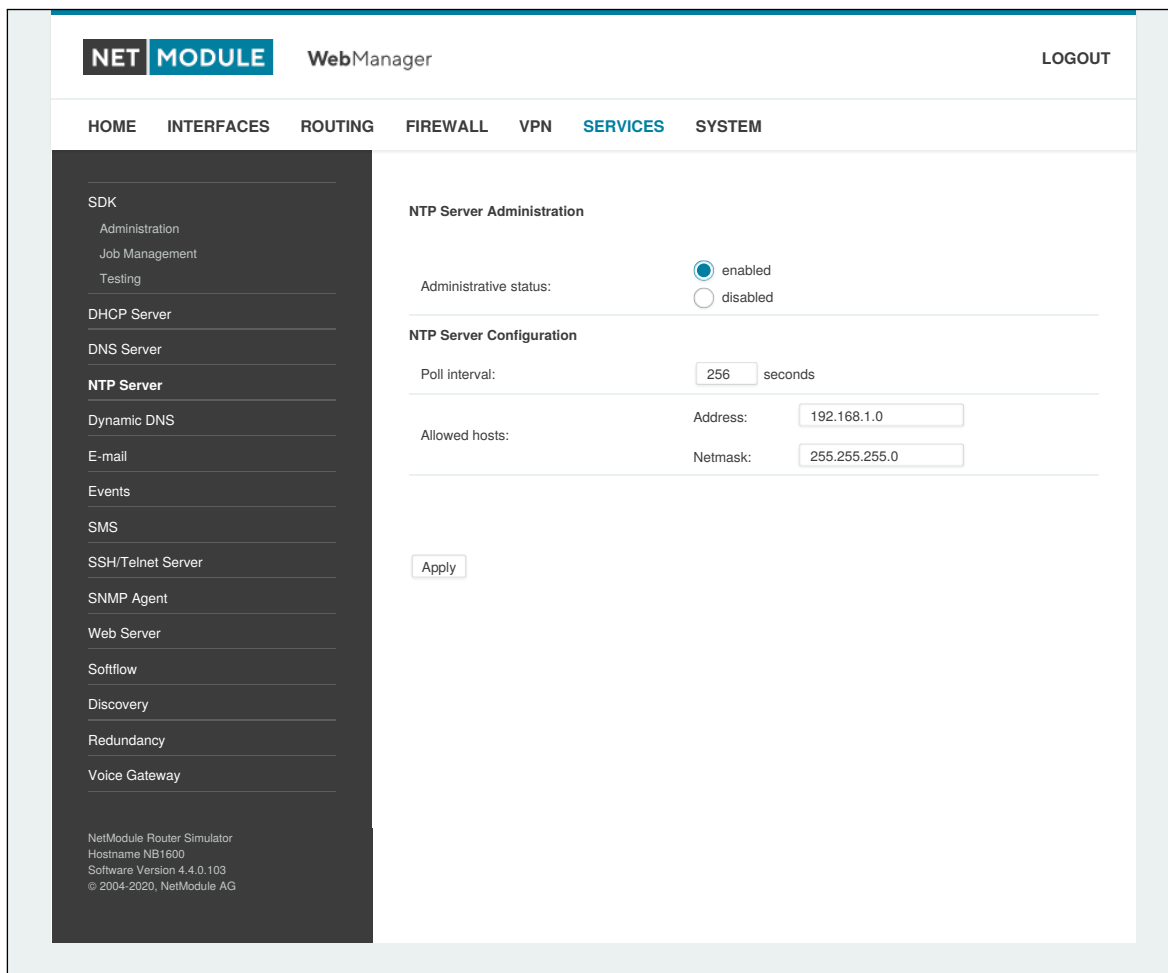 NET MODULE WebManager LOGOUT
HOME INTERFACES ROUTING FIREWALL VPN SERVICES SYSTEM
SDK
Administration
Job Management
Testing
DHCP Server
DNS Server
NTP Server
Dynamic DNS
E-mail
Events
SMS
SSH/Telnet Server
SNMP Agent
Web Server
Softflow
Discovery
Redundancy
Voice Gateway
NetModule Router Simulator
Hostname NB1600
Software Version 4.4.0.103
© 2004-2020, NetModule AG
NTP Server Administration
Administrative status:
enabled
disabled
NTP Server Configuration
Poll interval: 256 seconds
Allowed hosts:
Address: 192.168.1.0
Netmask: 255.255.255.0
Apply